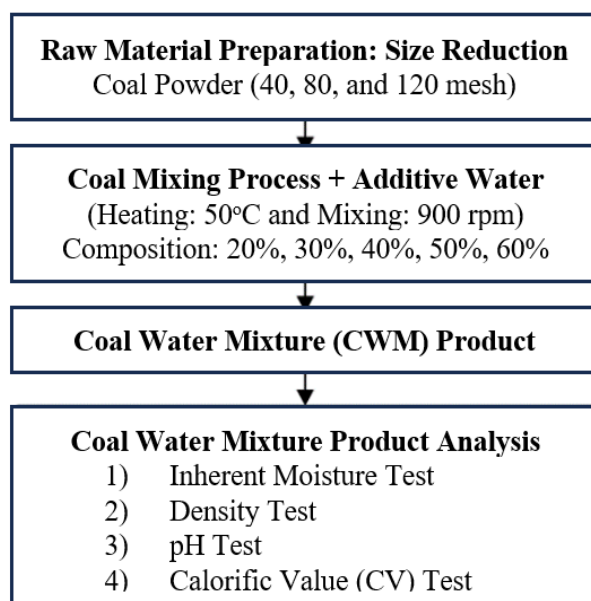 Raw Material Preparation: Size Reduction
Coal Powder (40, 80, and 120 mesh)
Coal Mixing Process + Additive Water
(Heating: 50°C and Mixing: 900 rpm)
Composition: 20%, 30%, 40%, 50%, 60%
Coal Water Mixture (CWM) Product
Coal Water Mixture Product Analysis
1) Inherent Moisture Test
2) Density Test
3) pH Test
4) Calorific Value (CV) Test